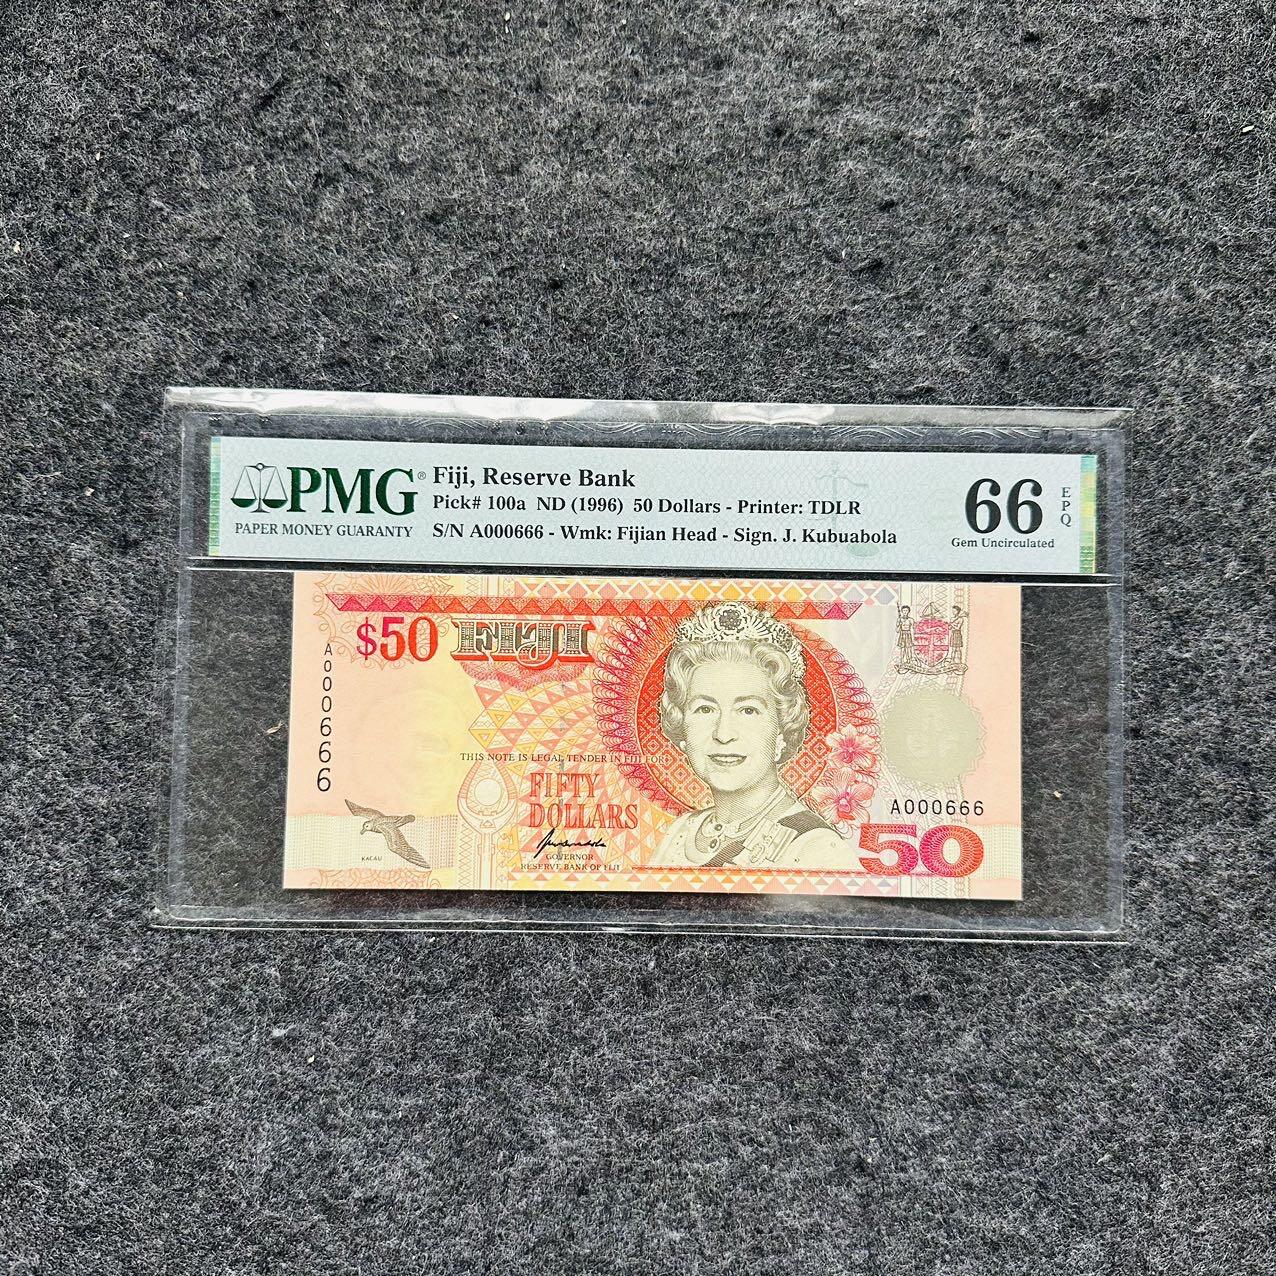 PMG®
PAPER MONEY GUARANTY
Fiji, Reserve Bank
Pick# 100a ND (1996) 50 Dollars - Printer: TDLR
S/N A000666 - Wmk: Fijian Head - Sign. J. Kubuabola
66
EPQ
Gem Uncirculated
$50 FIJI
A000666
THIS NOTE IS LEGAL TENDER IN FIJI FOR
FIFTY
DOLLARS
GOVERNOR
RESERVE BANK OF FIJI
KACAU
A000666
50